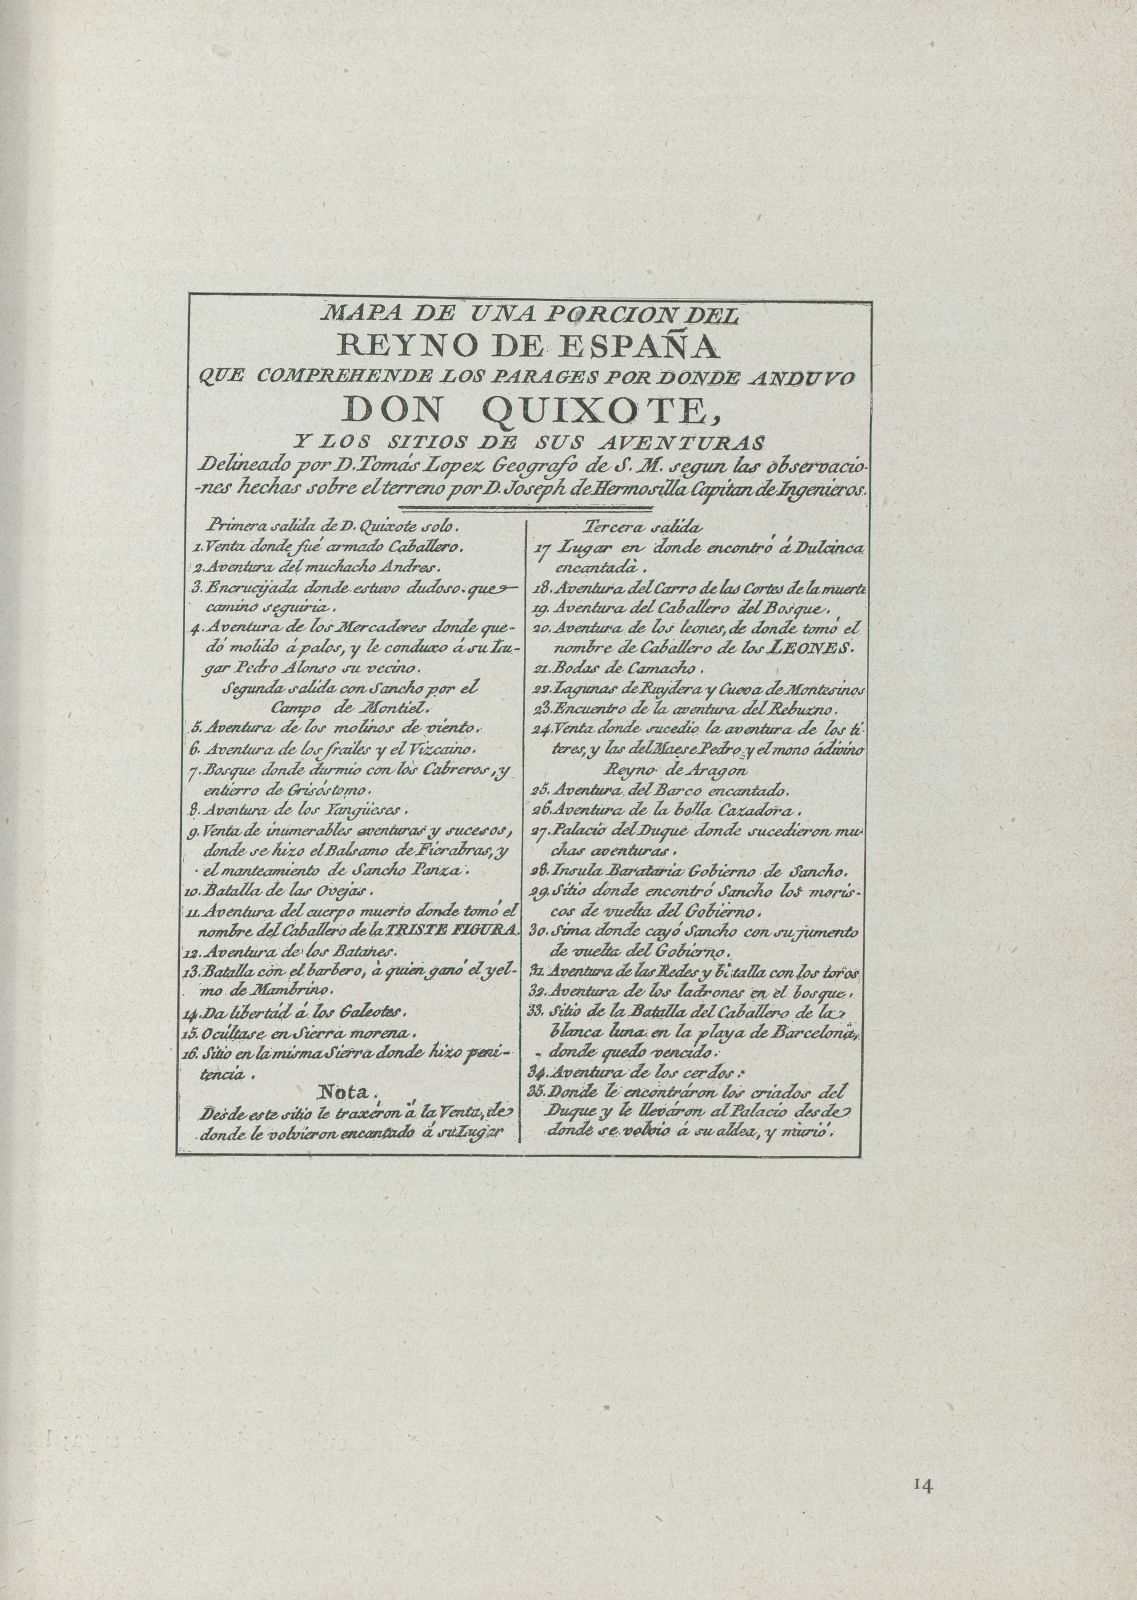 MAPA DE UNA PORCION DEL
REYNO DE ESPAÑA
QUE COMPREHENDE LOS PARAGES POR DONDE ANDUVO
DON QUIXOTE,
Y LOS SITIOS DE SUS AVENTURAS
Delineado por D. Tomás Lopez Geografo de S. M. segun las observacio-
-nes hechas sobre el terreno por D. Joseph de Hermosilla Capitan de Ingenieros.
Primera salida de D. Quixote solo.
1. Venta donde fué armado Caballero.
2. Aventura del muchacho Andres.
3. Encrucijada donde estuvo dudoso que
camino seguiria.
4. Aventura de los Mercaderes donde que-
dó molido á palos, y le conduxo á su Lu-
gar Pedro Alonso su vecino.
Segunda salida con Sancho por el
Campo de Montiel.
5. Aventura de los molinos de viento.
6. Aventura de los frailes y el Vizcaino.
7. Bosque donde durmio con los Cabreros, y
entierro de Grisóstomo.
8. Aventura de los Yangüeses.
9. Venta de inumerables aventuras y sucesos,
donde se hizo el Balsamo de Fierabras, y
el manteamiento de Sancho Panza.
10. Batalla de las Ovejas.
11. Aventura del cuerpo muerto donde tomó el
nombre del Caballero de la TRISTE FIGURA.
12. Aventura de los Batanes.
13. Batalla con el barbero, á quien ganó el yel-
mo de Mambrino.
14. Da libertad á los Galeotes.
15. Ocúltase en Sierra morena.
16. Sitio en la misma Sierra donde hizo peni-
tencia.
Nota.
Desde este sitio le traxéron á la Venta, de
donde le volvieron encantado á su Lugar
Tercera salida
17 Lugar en donde encontró á Dulcinea
encantada.
18. Aventura del Carro de las Cortes de la muerte
19. Aventura del Caballero del Bosque.
20. Aventura de los leones, de donde tomó el
nombre de Caballero de los LEONES.
21. Bodas de Camacho.
22. Lagunas de Ruydera y Cueva de Montesinos
23. Encuentro de la aventura del Rebuzno.
24. Venta donde sucedio la aventura de los ti-
teres, y las del Maese Pedro, y el mono ádivino
Reyno de Aragon
25. Aventura del Barco encantado.
26. Aventura de la bella Cazadora.
27. Palacio del Duque donde sucedieron mu-
chas aventuras.
28. Insula Barataria Gobierno de Sancho.
29. Sitio donde encontró Sancho los moris-
cos de vuelta del Gobierno.
30. Sima donde cayó Sancho con su jumento
de vuelta del Gobierno.
31. Aventura de las Redes y batalla con los toros
32. Aventura de los ladrones en el bosque.
33. Sitio de la Batalla del Caballero de la
blanca luna en la playa de Barcelona,
donde quedo vencido.
34. Aventura de los cerdos.
35. Donde le encontráron los criados del
Duque y le lleváron al Palacio desde
donde se volvio á su aldea, y murió.
14